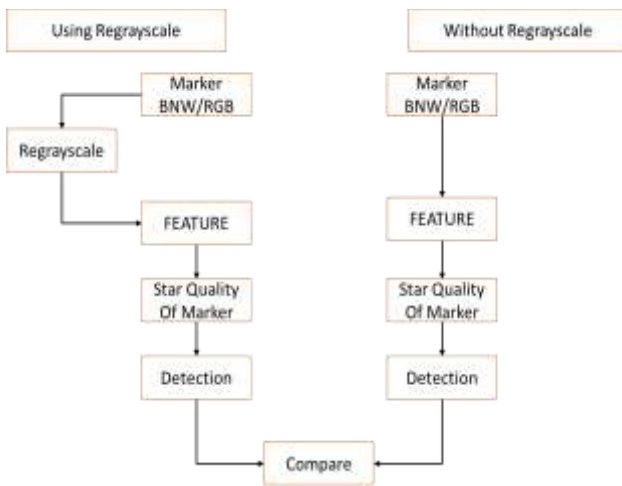 Using Regrayscale
Without Regrayscale
Marker
BNW/RGB
Marker
BNW/RGB
Regrayscale
FEATURE
FEATURE
Star Quality
Of Marker
Star Quality
Of Marker
Detection
Detection
Compare